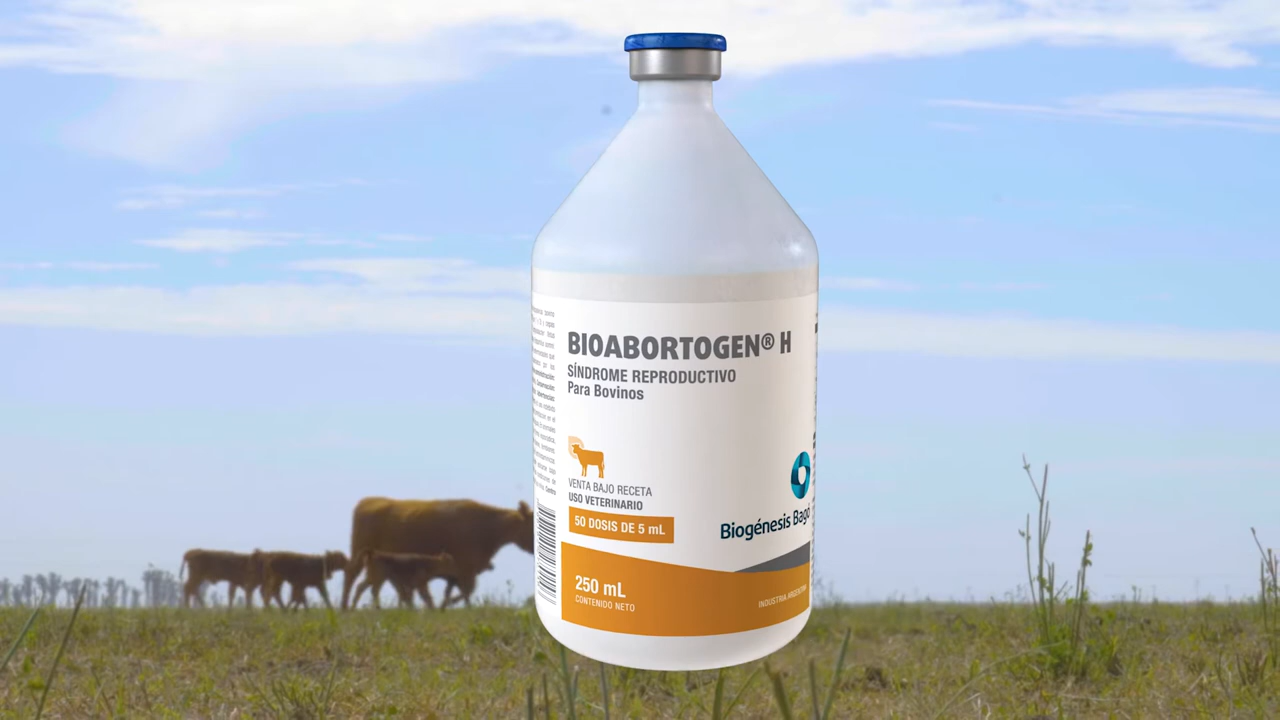 BIOABORTOGEN® H
SÍNDROME REPRODUCTIVO
Para Bovinos
VENTA BAJO RECETA
USO VETERINARIO
50 DOSIS DE 5 mL
Biogénesis Bagó
250 mL
CONTENIDO NETO
INDUSTRIA ARGENTINA